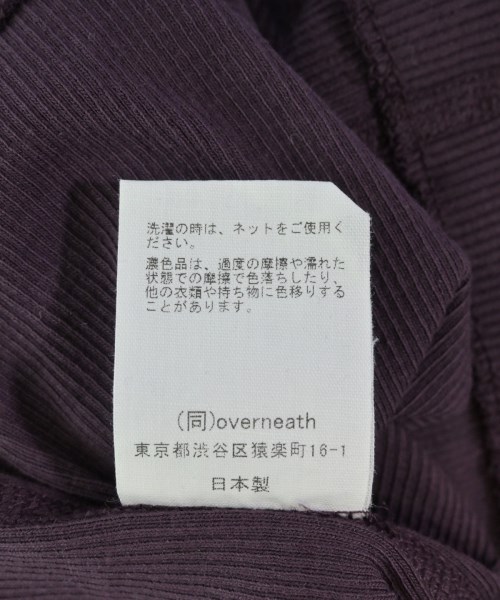 洗濯の時は、ネットをご使用く
ださい。
濃色品は、過度の摩擦や濡れた
状態での摩擦で色落ちしたり、
他の衣類や持ち物に色移りする
ことがあります。
(同)overneath
東京都渋谷区猿楽町16-1
日本製